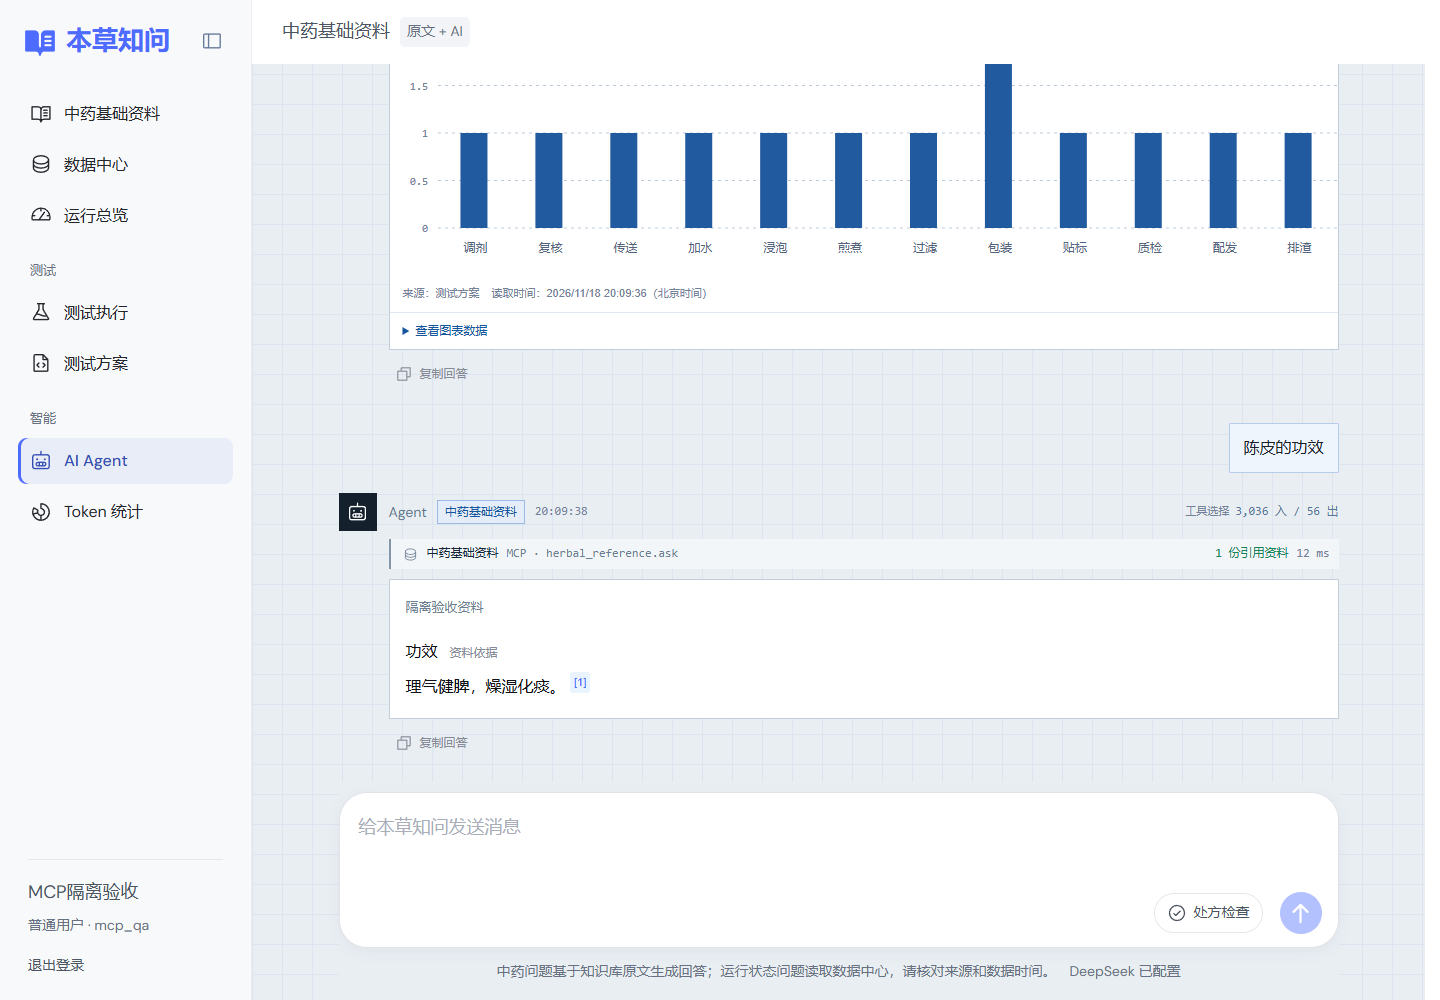 本草知问
中药基础资料
数据中心
运行总览
测试
测试执行
测试方案
智能
AI Agent
Token 统计
MCP隔离验收
普通用户 · mcp_qa
退出登录
中药基础资料 原文 + AI
1.5
1
0.5
0
调剂 复核 传送 加水 浸泡 煎煮 过滤 包装 贴标 质检 配发 排渣
来源：测试方案 读取时间：2026/11/18 20:09:36（北京时间）
查看图表数据
复制回答
陈皮的功效
Agent 中药基础资料 20:09:38 工具选择 3,036 入 / 56 出
中药基础资料 MCP · herbal_reference.ask 1 份引用资料 12 ms
隔离验收资料
功效 资料依据
理气健脾，燥湿化痰。 [1]
复制回答
给本草知问发送消息
处方检查
中药问题基于知识库原文生成回答；运行状态问题读取数据中心，请核对来源和数据时间。 DeepSeek 已配置